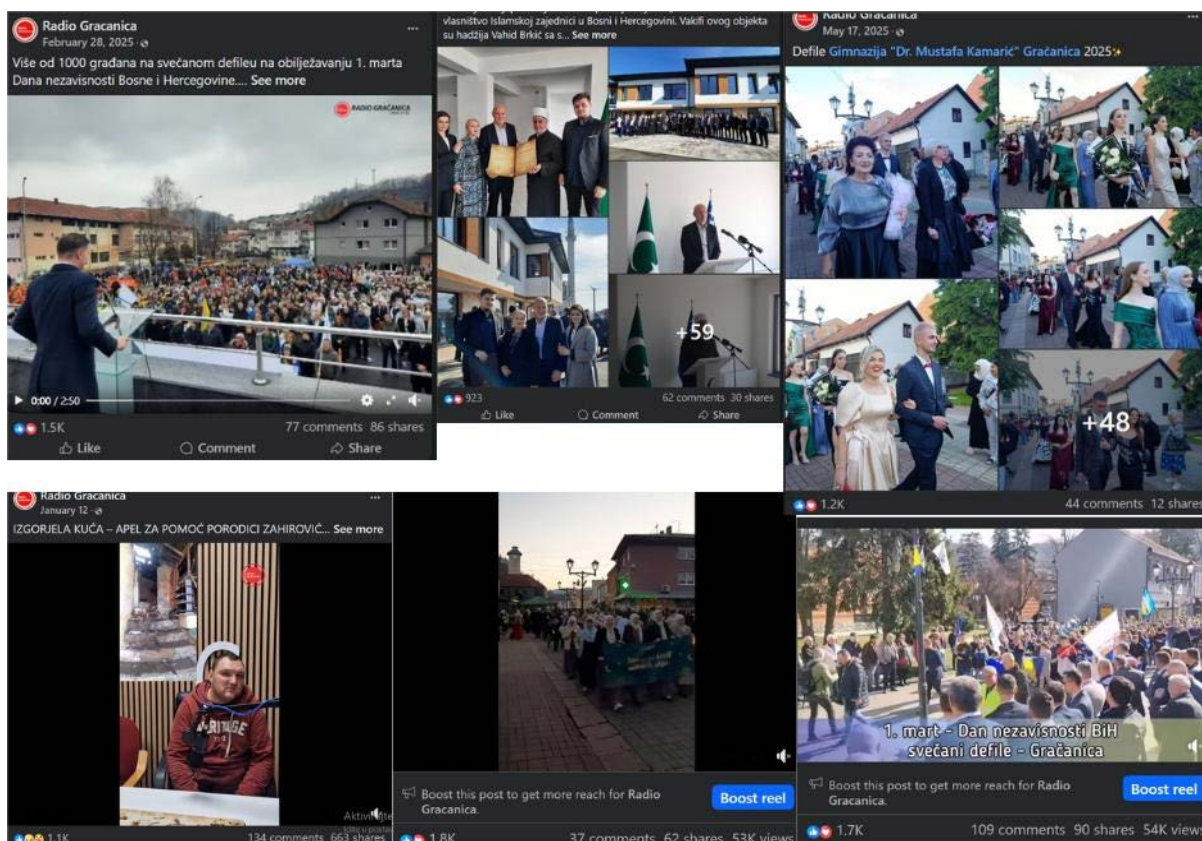 Radio Gracanica
February 28, 2025
Više od 1000 građana na svečanom defileu na obilježavanju 1. marta
Dana nezavisnosti Bosne i Hercegovine.... See more
RADIO GRAČANICA
0:00 / 2:50
1.5K
77 comments 86 shares
Like Comment Share
vlasništvo Islamskoj zajednici u Bosni i Hercegovini. Vakifi ovog objekta
su hadžija Vahid Brkić sa s... See more
+59
923
62 comments 30 shares
Like Comment Share
Radio Gracanica
May 17, 2025
Defile Gimnazija "Dr. Mustafa Kamarić" Gračanica 2025✨
+48
1.2K
44 comments 12 shares
Radio Gracanica
January 12
IZGORJELA KUĆA – APEL ZA POMOĆ PORODICI ZAHIROVIĆ... See more
1.1K
134 comments 663 shares
Boost this post to get more reach for Radio
Gracanica.
Boost reel
1.8K
37 comments 62 shares 53K views
1. mart - Dan nezavisnosti BiH
svečani defile - Gračanica
Boost this post to get more reach for Radio
Gracanica.
Boost reel
1.7K
109 comments 90 shares 54K views